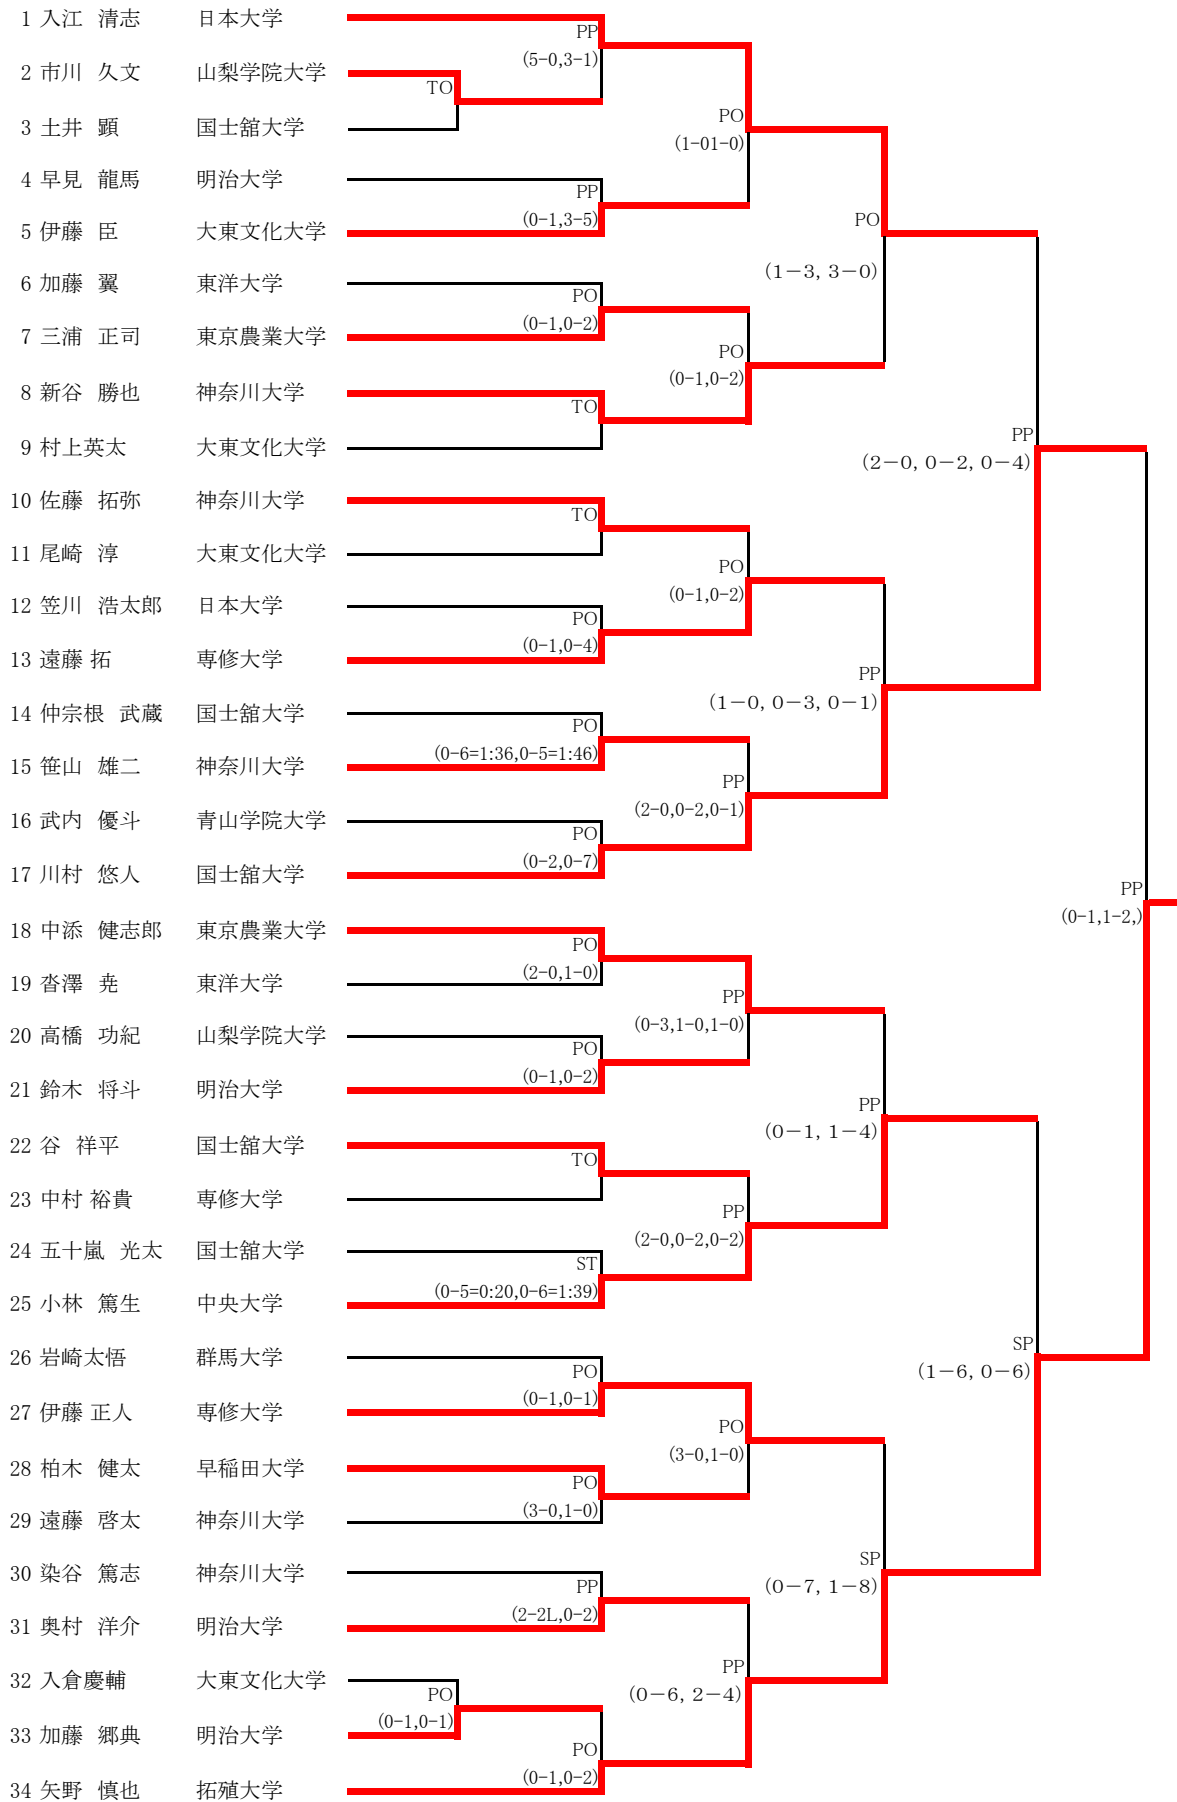 1 入江 清志 日本大学
PP
(5-0,3-1)
2 市川 久文 山梨学院大学
TO
3 土井 顕 国士舘大学
PO
(1-01-0)
4 早見 龍馬 明治大学
PP
(0-1,3-5)
5 伊藤 臣 大東文化大学
PO
(1－3, 3－0)
6 加藤 翼 東洋大学
PO
(0-1,0-2)
7 三浦 正司 東京農業大学
PO
(0-1,0-2)
8 新谷 勝也 神奈川大学
TO
9 村上英太 大東文化大学
PP
(2－0, 0－2, 0－4)
10 佐藤 拓弥 神奈川大学
TO
11 尾崎 淳 大東文化大学
PO
(0-1,0-2)
12 笠川 浩太郎 日本大学
PO
(0-1,0-4)
13 遠藤 拓 専修大学
PP
(1－0, 0－3, 0－1)
14 仲宗根 武蔵 国士舘大学
PO
(0-6=1:36,0-5=1:46)
15 笹山 雄二 神奈川大学
PP
(2-0,0-2,0-1)
16 武内 優斗 青山学院大学
PO
(0-2,0-7)
17 川村 悠人 国士舘大学
PP
(0-1,1-2,)
18 中添 健志郎 東京農業大学
PO
(2-0,1-0)
19 沓澤 尭 東洋大学
PP
(0-3,1-0,1-0)
20 高橋 功紀 山梨学院大学
PO
(0-1,0-2)
21 鈴木 将斗 明治大学
PP
(0－1, 1－4)
22 谷 祥平 国士舘大学
TO
23 中村 裕貴 専修大学
PP
(2-0,0-2,0-2)
24 五十嵐 光太 国士舘大学
ST
(0-5=0:20,0-6=1:39)
25 小林 篤生 中央大学
SP
(1－6, 0－6)
26 岩崎太悟 群馬大学
PO
(0-1,0-1)
27 伊藤 正人 専修大学
PO
(3-0,1-0)
28 柏木 健太 早稲田大学
PO
(3-0,1-0)
29 遠藤 啓太 神奈川大学
SP
(0－7, 1－8)
30 染谷 篤志 神奈川大学
PP
(2-2L,0-2)
31 奥村 洋介 明治大学
PP
(0－6, 2－4)
32 入倉慶輔 大東文化大学
PO
(0-1,0-1)
33 加藤 郷典 明治大学
PO
(0-1,0-2)
34 矢野 慎也 拓殖大学